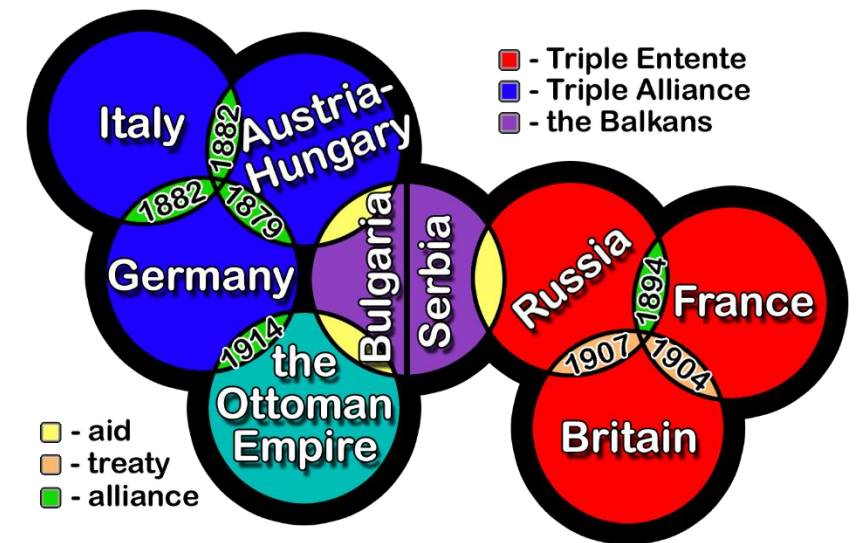 Italy
1882
Austria-
Hungary
1882
1879
Germany
1914
the
Ottoman
Empire
Bulgaria
Serbia
Russia
1894
France
1907
1904
Britain
- Triple Entente
- Triple Alliance
- the Balkans
- aid
- treaty
- alliance